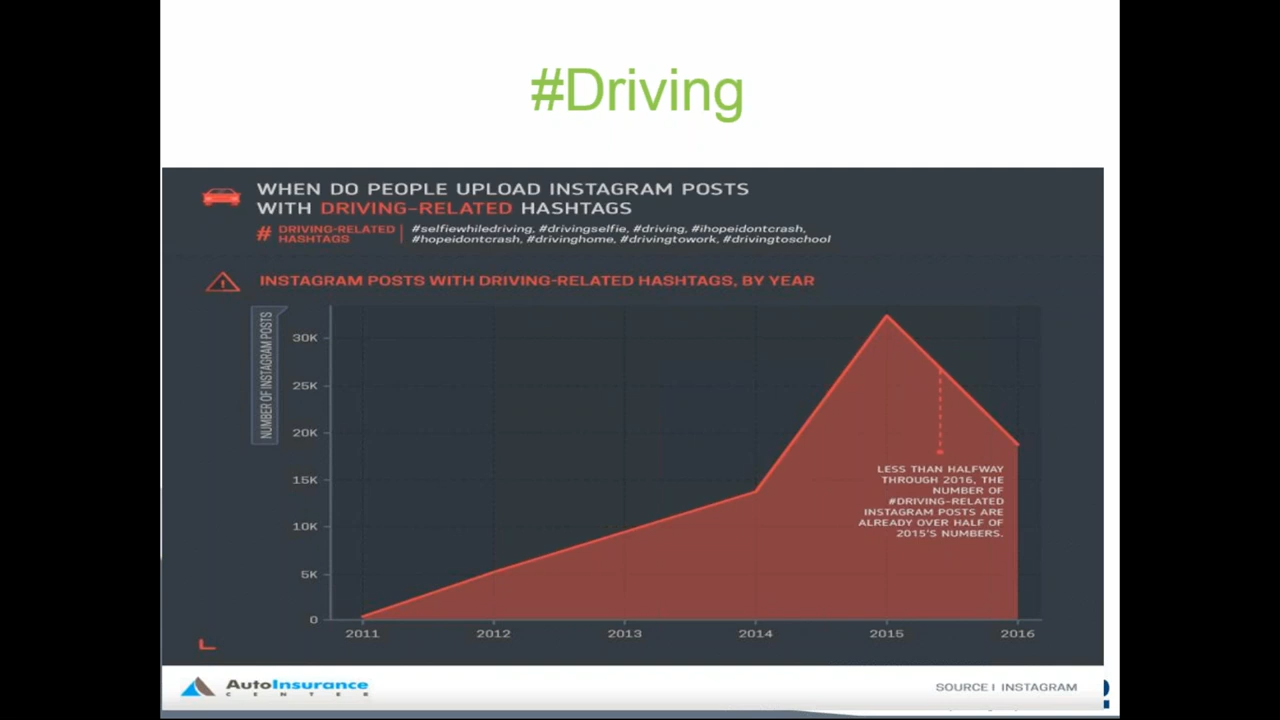 #Driving
WHEN DO PEOPLE UPLOAD INSTAGRAM POSTS
WITH DRIVING-RELATED HASHTAGS
# DRIVING-RELATED
HASHTAGS
#selfiewhiledriving, #drivingselfie, #driving, #ihopeidontcrash,
#hopeidontcrash, #drivinghome, #drivingtowork, #drivingtoschool
INSTAGRAM POSTS WITH DRIVING-RELATED HASHTAGS, BY YEAR
NUMBER OF INSTAGRAM POSTS
30K
25K
20K
15K
10K
5K
0
LESS THAN HALFWAY
THROUGH 2016, THE
NUMBER OF
#DRIVING-RELATED
INSTAGRAM POSTS ARE
ALREADY OVER HALF OF
2015'S NUMBERS.
2011 2012 2013 2014 2015 2016
AutoInsurance
CENTER
SOURCE | INSTAGRAM